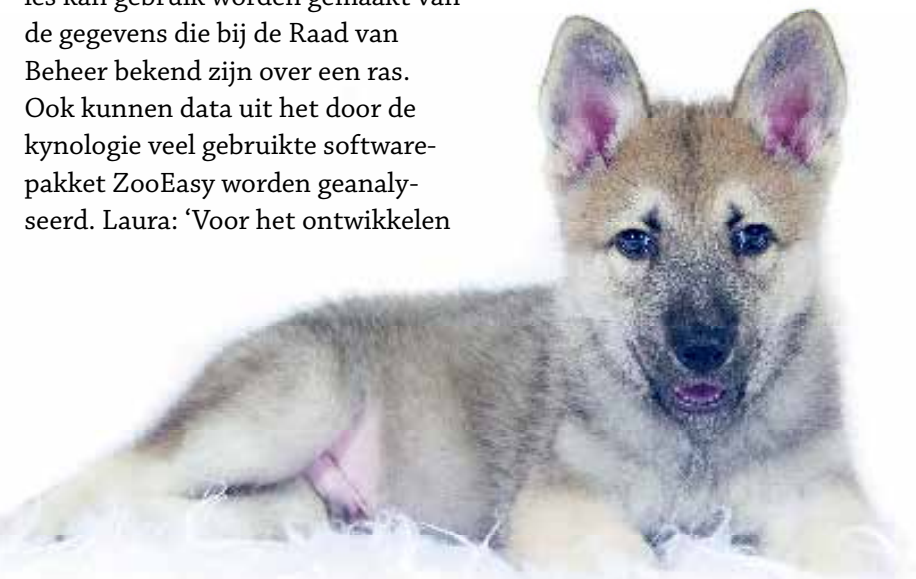 de gegevens die bij de Raad van
Beheer bekend zijn over een ras.
Ook kunnen data uit het door de
kynologie veel gebruikte software-
pakket ZooEasy worden geanaly-
seerd. Laura: ‘Voor het ontwikkelen